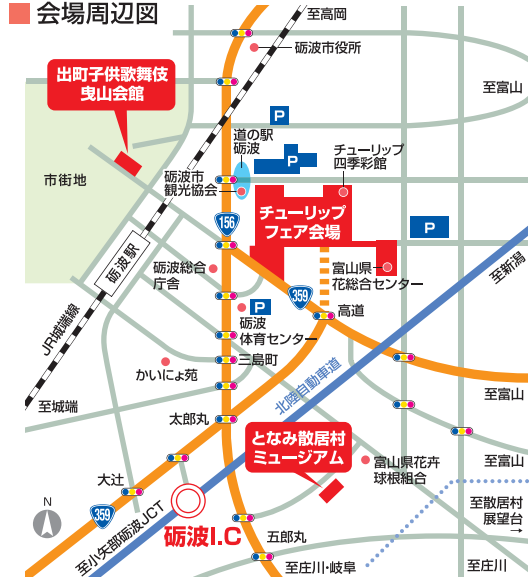 会場周辺図
至高岡
砺波市役所
出町子供歌舞伎
曳山会館
至富山
P
道の駅
砺波
P
チューリップ
四季彩館
市街地
砺波市
観光協会
チューリップ
フェア会場
156
P
砺波駅
砺波総合
庁舎
富山県
花総合センター
至新潟
359
P
高道
砺波
体育センター
JR城端線
三島町
かいにょ苑
北陸自動車道
至城端
太郎丸
至富山
となみ散居村
ミュージアム
大辻
富山県花卉
球根組合
至富山
N
359
至小矢部砺波JCT
砺波I.C
五郎丸
至散居村
展望台
至庄川・岐阜
至庄川